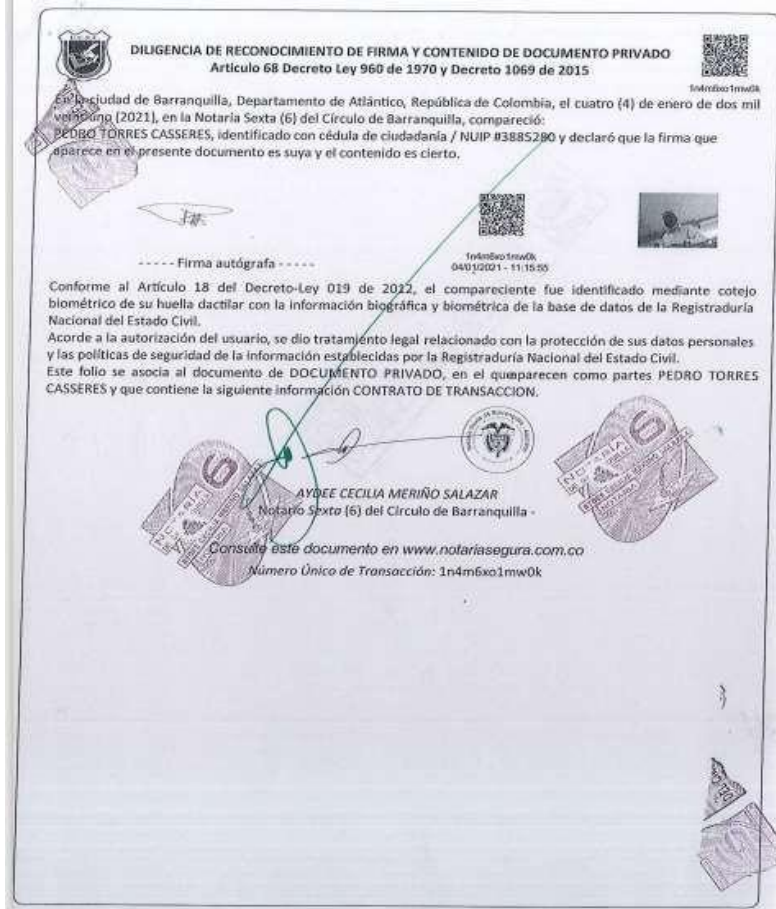 DILIGENCIA DE RECONOCIMIENTO DE FIRMA Y CONTENIDO DE DOCUMENTO PRIVADO
Articulo 68 Decreto Ley 960 de 1970 y Decreto 1069 de 2015
1n4m6xo1mw0k
En la ciudad de Barranquilla, Departamento de Atlántico, República de Colombia, el cuatro (4) de enero de dos mil
veintiuno (2021), en la Notaría Sexta (6) del Círculo de Barranquilla, compareció:
PEDRO TORRES CASSERES, identificado con cédula de ciudadanía / NUIP #3885280 y declaró que la firma que
aparece en el presente documento es suya y el contenido es cierto.
----- Firma autógrafa -----
1n4m6xo1mw0k
04/01/2021 - 11:15:55
Conforme al Artículo 18 del Decreto-Ley 019 de 2012, el compareciente fue identificado mediante cotejo
biométrico de su huella dactilar con la información biográfica y biométrica de la base de datos de la Registraduría
Nacional del Estado Civil.
Acorde a la autorización del usuario, se dio tratamiento legal relacionado con la protección de sus datos personales
y las políticas de seguridad de la información establecidas por la Registraduría Nacional del Estado Civil.
Este folio se asocia al documento de DOCUMENTO PRIVADO, en el que aparecen como partes PEDRO TORRES
CASSERES y que contiene la siguiente información CONTRATO DE TRANSACCION.
NOTARIA 6
NOTARIA 6
AYDEE CECILIA MERIÑO SALAZAR
Notario Sexta (6) del Círculo de Barranquilla -
Consulte este documento en www.notariasegura.com.co
Número Único de Transacción: 1n4m6xo1mw0k